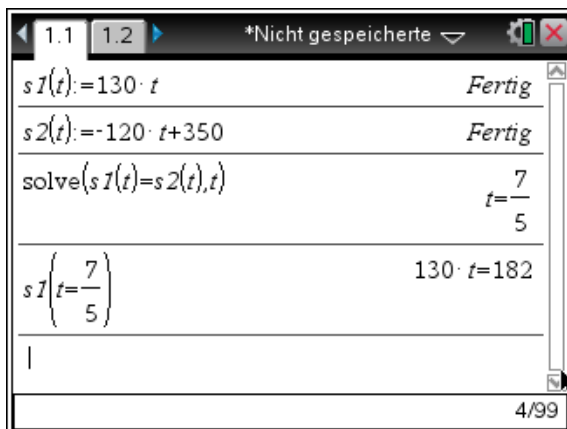 1.1 1.2 *Nicht gespeicherte
s1(t):=130·t Fertig
s2(t):=-120·t+350 Fertig
solve(s1(t)=s2(t),t) t=7/5
s1(t=7/5) 130·t=182
4/99